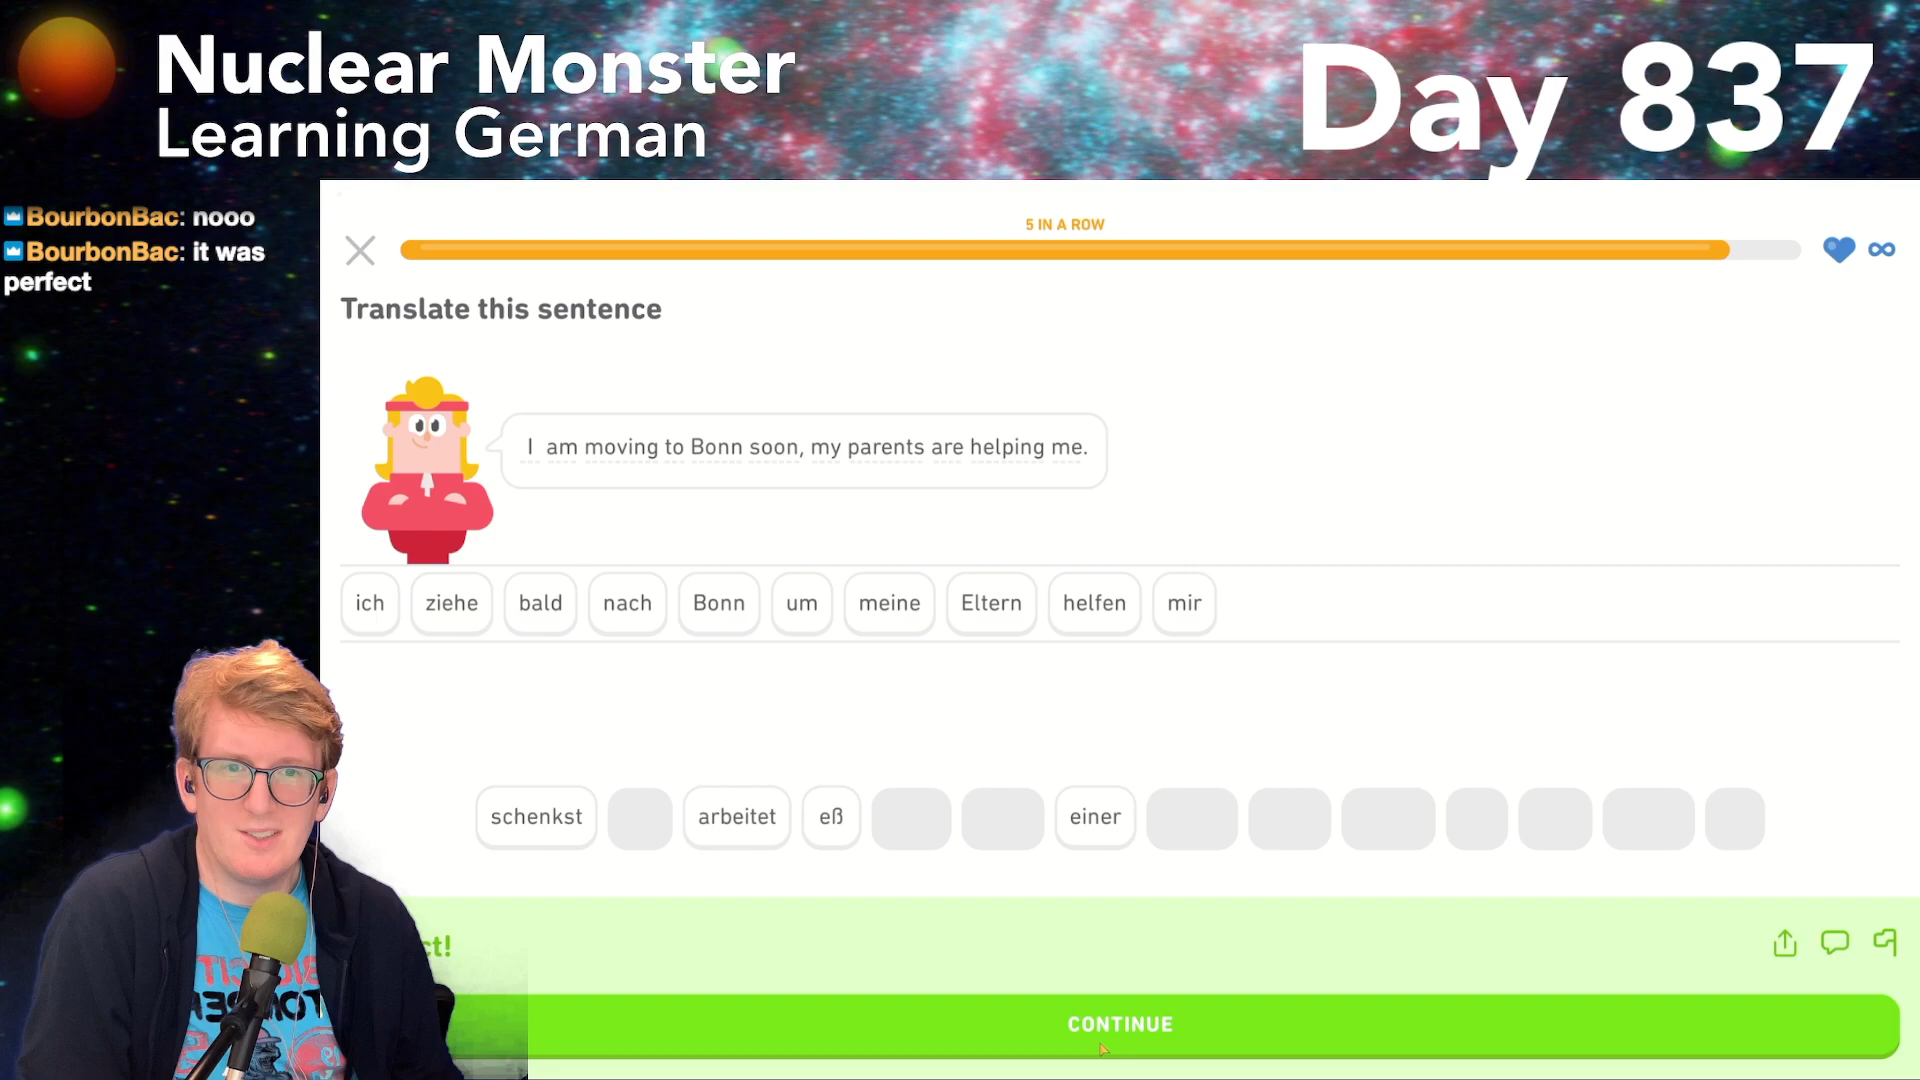 Nuclear Monster
Learning German
Day 837
BourbonBac: nooo
BourbonBac: it was
perfect
5 IN A ROW
Translate this sentence
I am moving to Bonn soon, my parents are helping me.
ich ziehe bald nach Bonn um meine Eltern helfen mir
schenkst arbeitet eß einer
ct!
CONTINUE